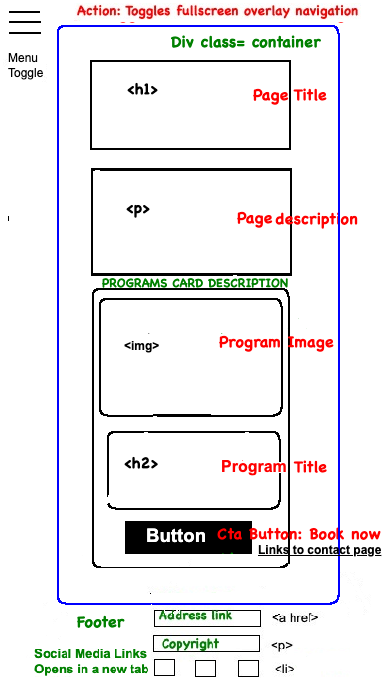 Action: Toggles fullscreen overlay navigation
Div class= container
Menu
Toggle
<h1>
Page Title
<p>
Page description
PROGRAMS CARD DESCRIPTION
<img>
Program Image
<h2>
Program Title
Button
Cta Button: Book now
Links to contact page
Footer
Address link
<a href>
Copyright
<p>
Social Media Links
Opens in a new tab
<li>